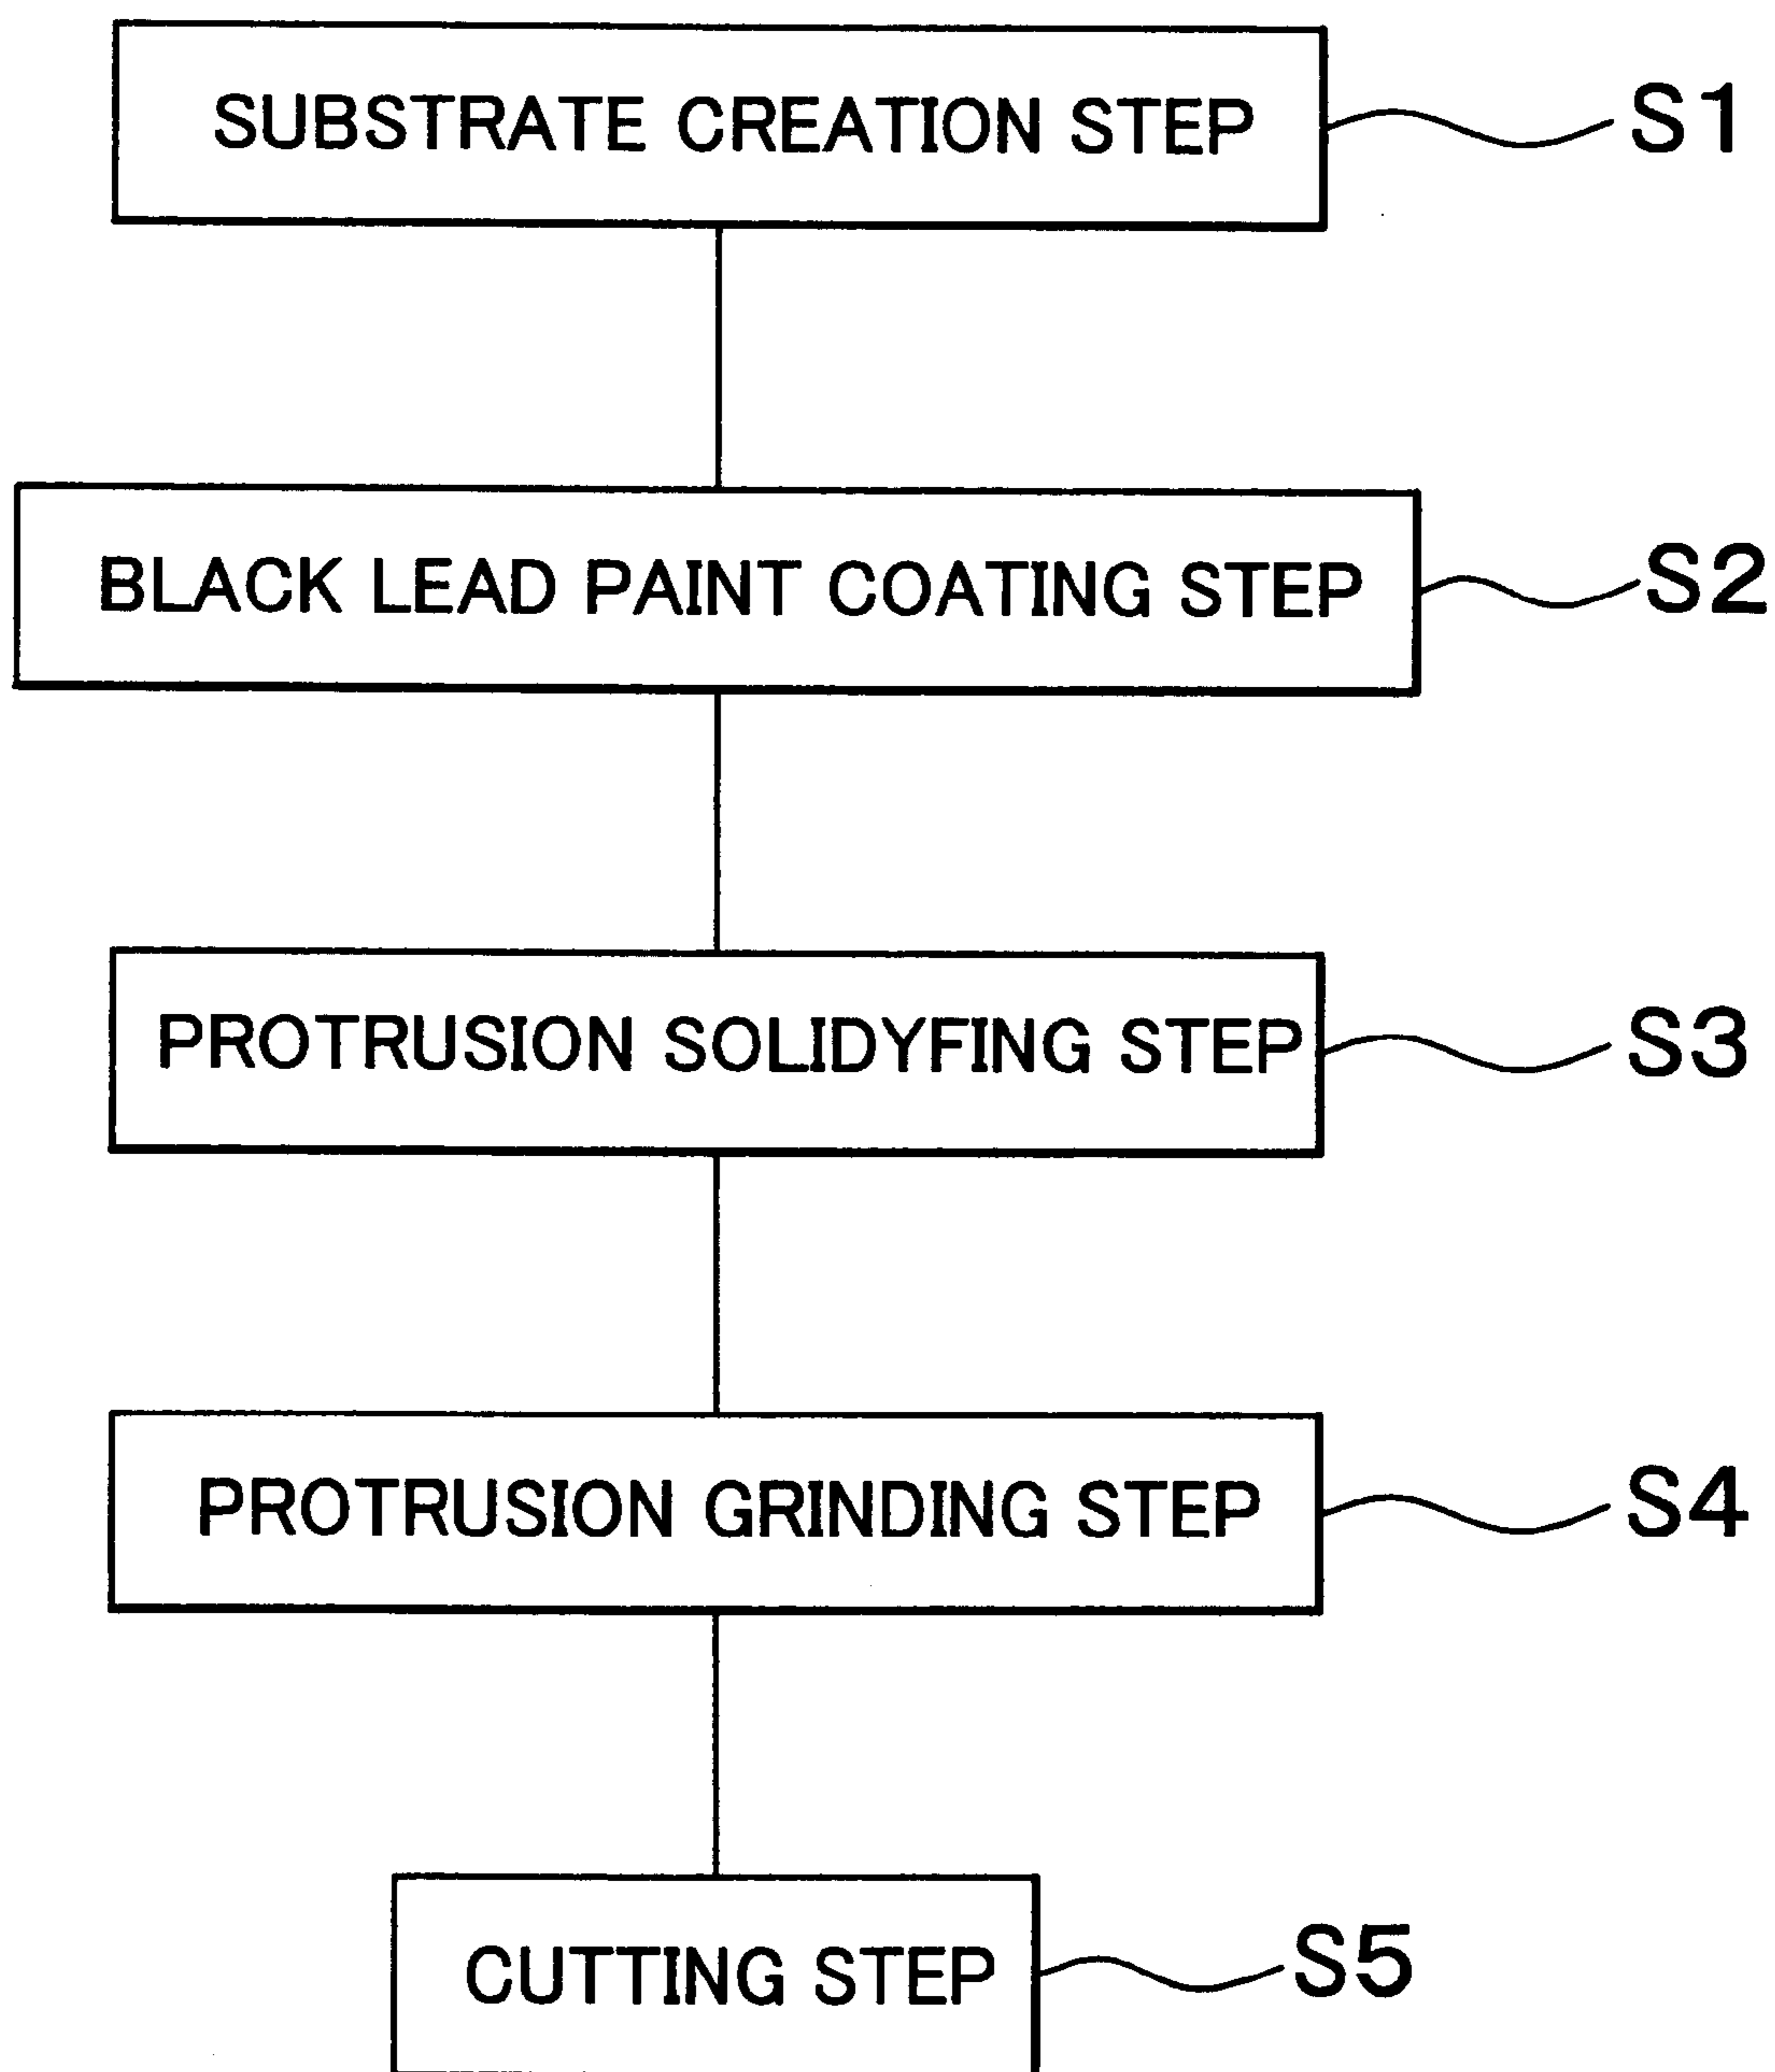 SUBSTRATE CREATION STEP S1
BLACK LEAD PAINT COATING STEP S2
PROTRUSION SOLIDYFING STEP S3
PROTRUSION GRINDING STEP S4
CUTTING STEP S5